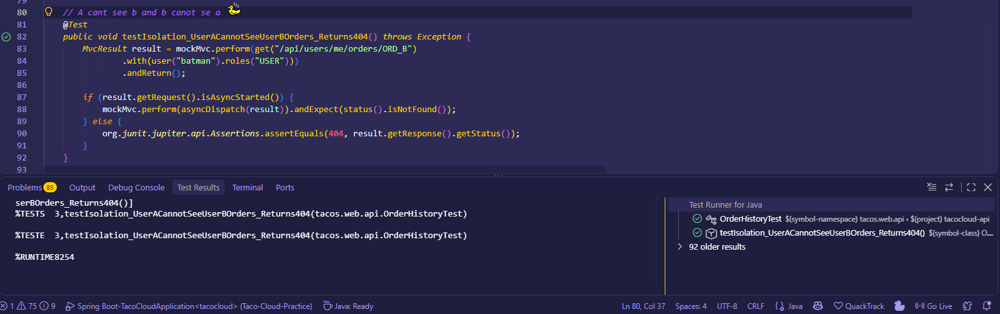 79
80 // A cant see b and b canot se a
81 @Test
82 public void testIsolation_UserACannotSeeUserBOrders_Returns404() throws Exception {
83 MvcResult result = mockMvc.perform(get("/api/users/me/orders/ORD_B")
84 .with(user("batman").roles("USER")))
85 .andReturn();
86
87 if (result.getRequest().isAsyncStarted()) {
88 mockMvc.perform(asyncDispatch(result)).andExpect(status().isNotFound());
89 } else {
90 org.junit.jupiter.api.Assertions.assertEquals(404, result.getResponse().getStatus());
91 }
92 }
93
Problems 85 Output Debug Console Test Results Terminal Ports
serBOrders_Returns404()]
%TESTS 3,testIsolation_UserACannotSeeUserBOrders_Returns404(tacos.web.api.OrderHistoryTest)
%TESTE 3,testIsolation_UserACannotSeeUserBOrders_Returns404(tacos.web.api.OrderHistoryTest)
%RUNTIME8254
Test Runner for Java
OrderHistoryTest $(symbol-namespace) tacos.web.api < $(project) tacocloud-api
testIsolation_UserACannotSeeUserBOrders_Returns404() $(symbol-class) O...
92 older results
1 75 9 Spring Boot-TacoCloudApplication<tacocloud> (Taco-Cloud-Practice) Java: Ready Ln 80, Col 37 Spaces: 4 UTF-8 CRLF {} Java QuackTrack Go Live